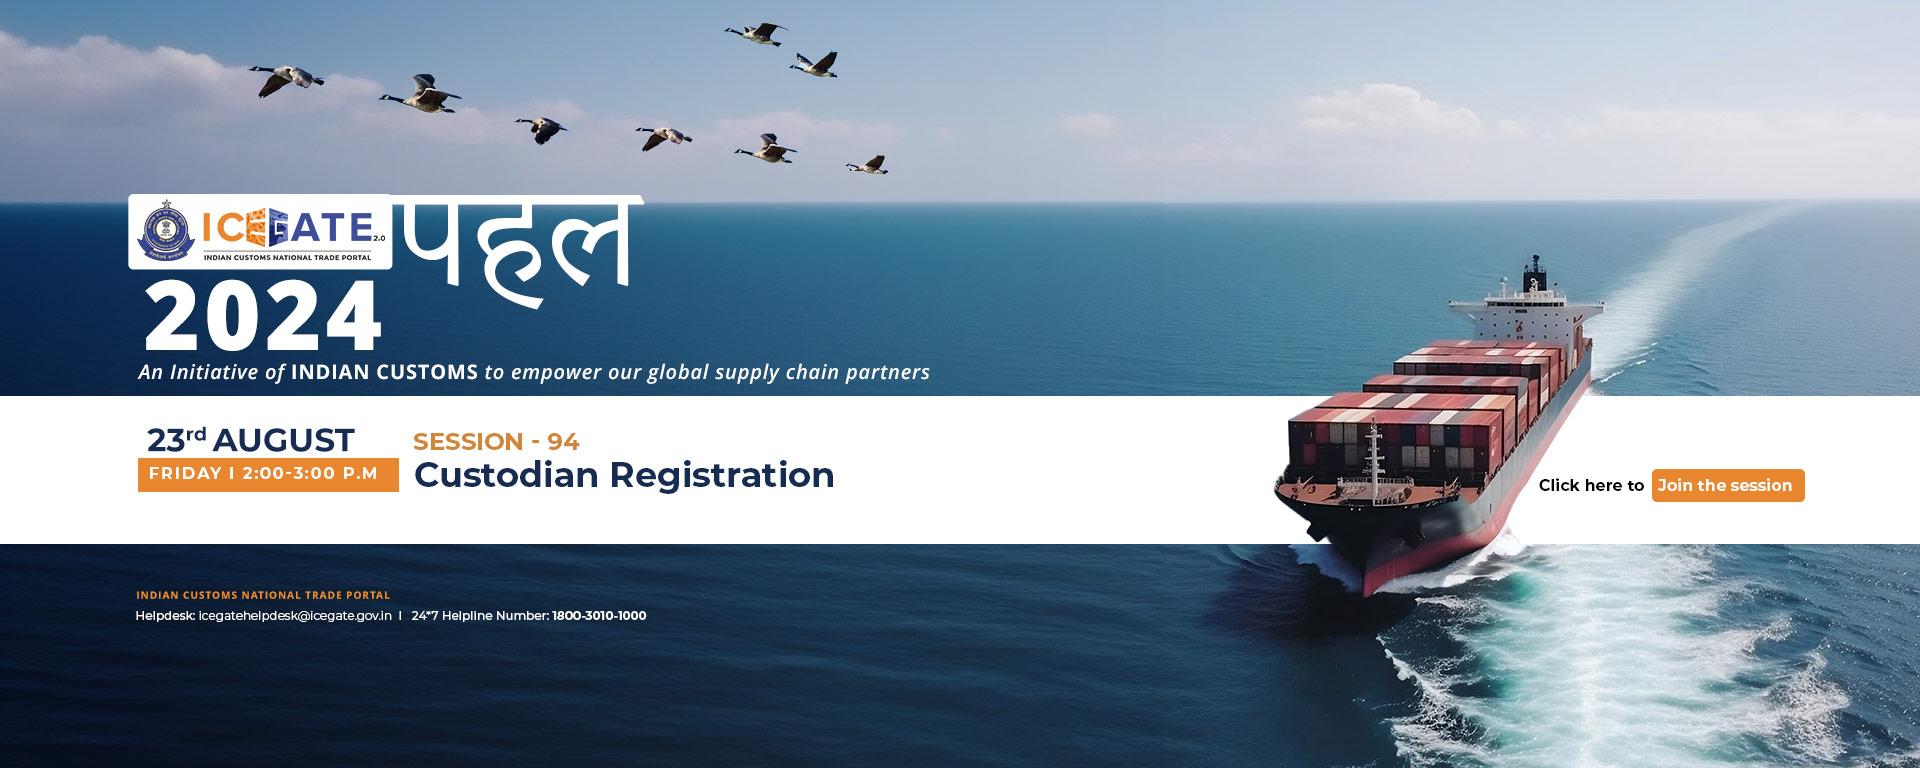 ICEGATE 2.0 पहल
INDIAN CUSTOMS NATIONAL TRADE PORTAL
2024
An Initiative of INDIAN CUSTOMS to empower our global supply chain partners
23rd AUGUST
FRIDAY I 2:00-3:00 P.M
SESSION - 94
Custodian Registration
Click here to Join the session
INDIAN CUSTOMS NATIONAL TRADE PORTAL
Helpdesk: icegatehelpdesk@icegate.gov.in I 24*7 Helpline Number: 1800-3010-1000